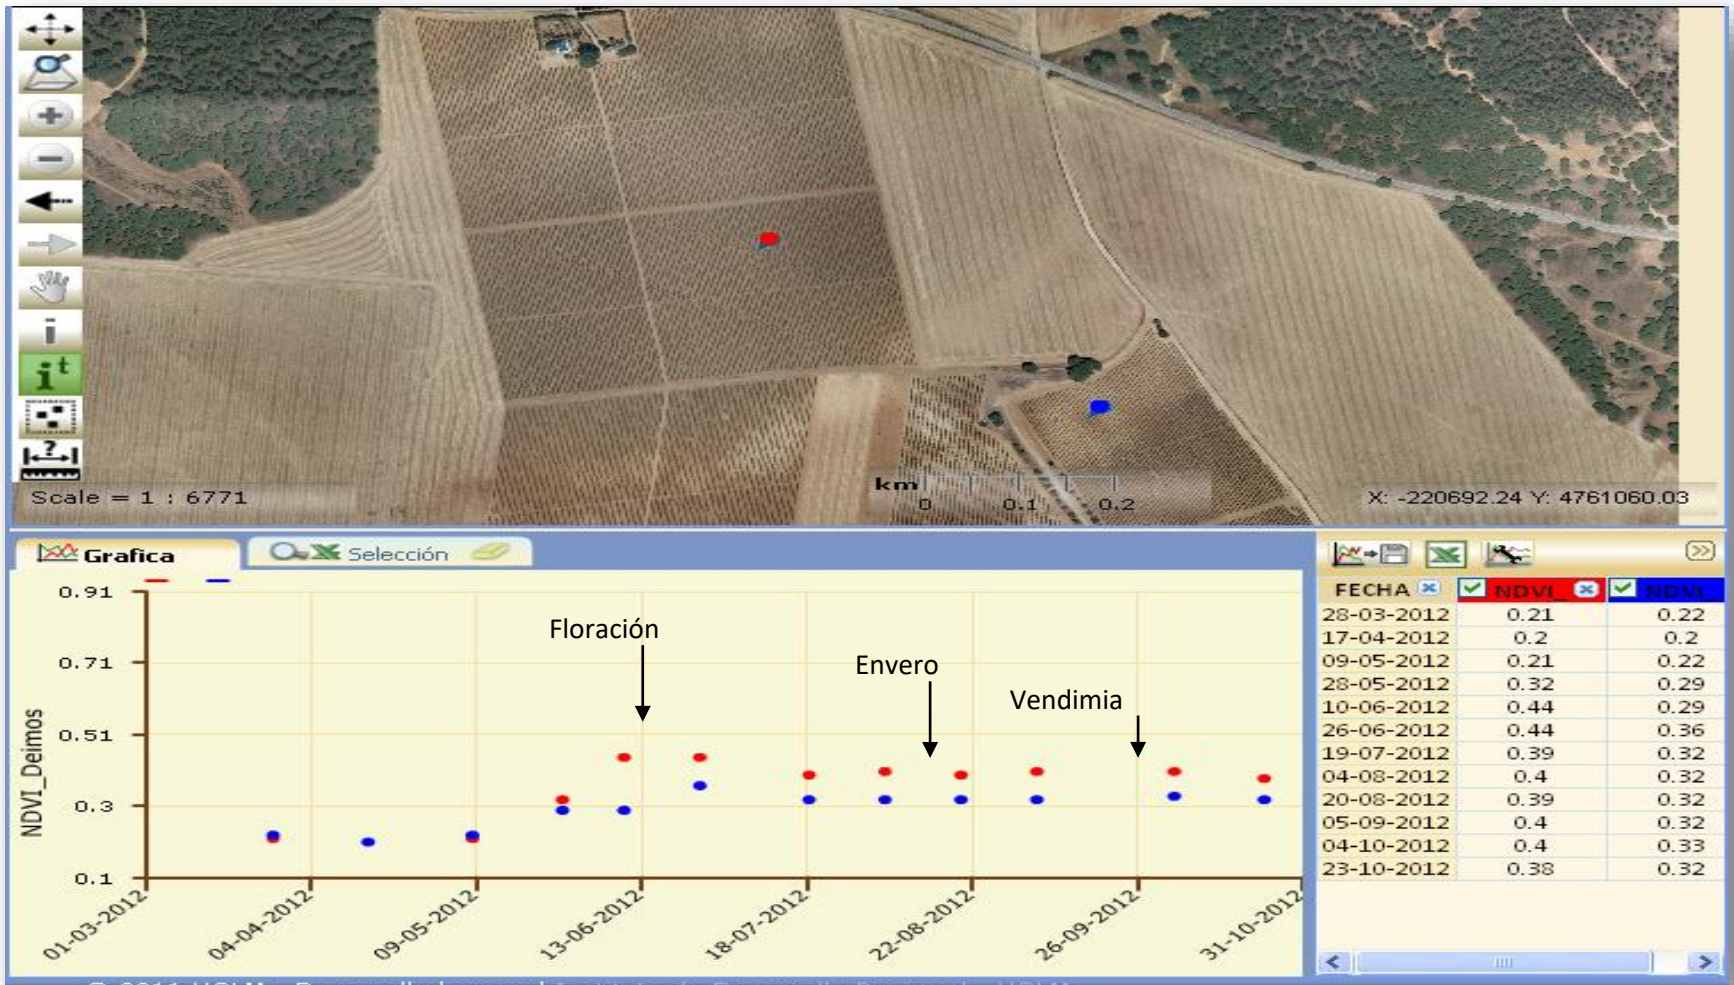 i
i t
?
Scale = 1 : 6771
km
0 0.1 0.2
X: -220692.24 Y: 4761060.03
Grafica
Selección
0.91
0.71
0.51
0.3
0.1
NDVI_Deimos
Floración
Envero
Vendimia
01-03-2012
04-04-2012
09-05-2012
13-06-2012
18-07-2012
22-08-2012
26-09-2012
31-10-2012
FECHA NDVI_ NDVI_
28-03-2012 0.21 0.22
17-04-2012 0.2 0.2
09-05-2012 0.21 0.22
28-05-2012 0.32 0.29
10-06-2012 0.44 0.29
26-06-2012 0.44 0.36
19-07-2012 0.39 0.32
04-08-2012 0.4 0.32
20-08-2012 0.39 0.32
05-09-2012 0.4 0.32
04-10-2012 0.4 0.33
23-10-2012 0.38 0.32